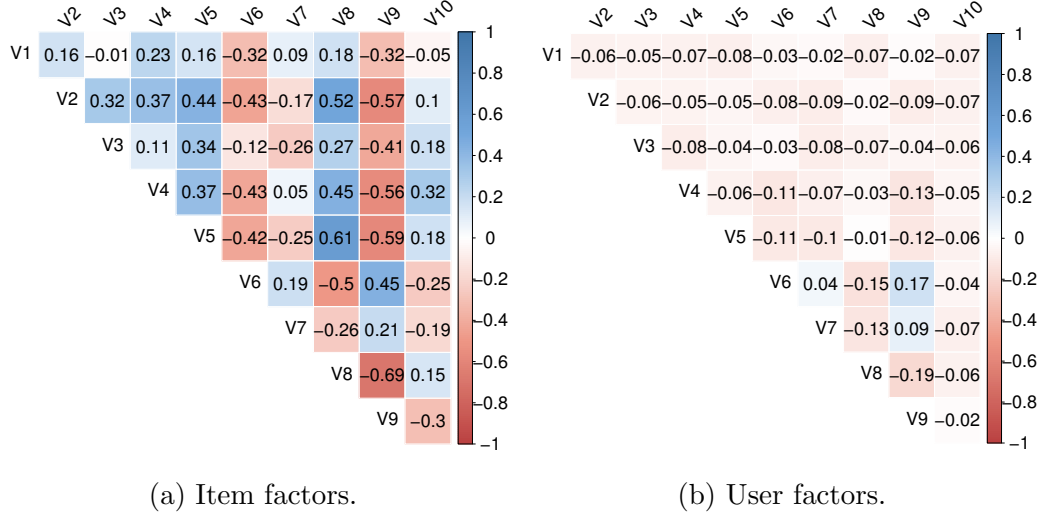 V2 V3 V4 V5 V6 V7 V8 V9 V10
V1 0.16 −0.01 0.23 0.16 −0.32 0.09 0.18 −0.32 −0.05
V2 0.32 0.37 0.44 −0.43 −0.17 0.52 −0.57 0.1
V3 0.11 0.34 −0.12 −0.26 0.27 −0.41 0.18
V4 0.37 −0.43 0.05 0.45 −0.56 0.32
V5 −0.42 −0.25 0.61 −0.59 0.18
V6 0.19 −0.5 0.45 −0.25
V7 −0.26 0.21 −0.19
V8 −0.69 0.15
V9 −0.3
1
0.8
0.6
0.4
0.2
0
−0.2
−0.4
−0.6
−0.8
−1
(a) Item factors.
V2 V3 V4 V5 V6 V7 V8 V9 V10
V1 −0.06 −0.05 −0.07 −0.08 −0.03 −0.02 −0.07 −0.02 −0.07
V2 −0.06 −0.05 −0.05 −0.08 −0.09 −0.02 −0.09 −0.07
V3 −0.08 −0.04 −0.03 −0.08 −0.07 −0.04 −0.06
V4 −0.06 −0.11 −0.07 −0.03 −0.13 −0.05
V5 −0.11 −0.1 −0.01 −0.12 −0.06
V6 0.04 −0.15 0.17 −0.04
V7 −0.13 0.09 −0.07
V8 −0.19 −0.06
V9 −0.02
1
0.8
0.6
0.4
0.2
0
−0.2
−0.4
−0.6
−0.8
−1
(b) User factors.